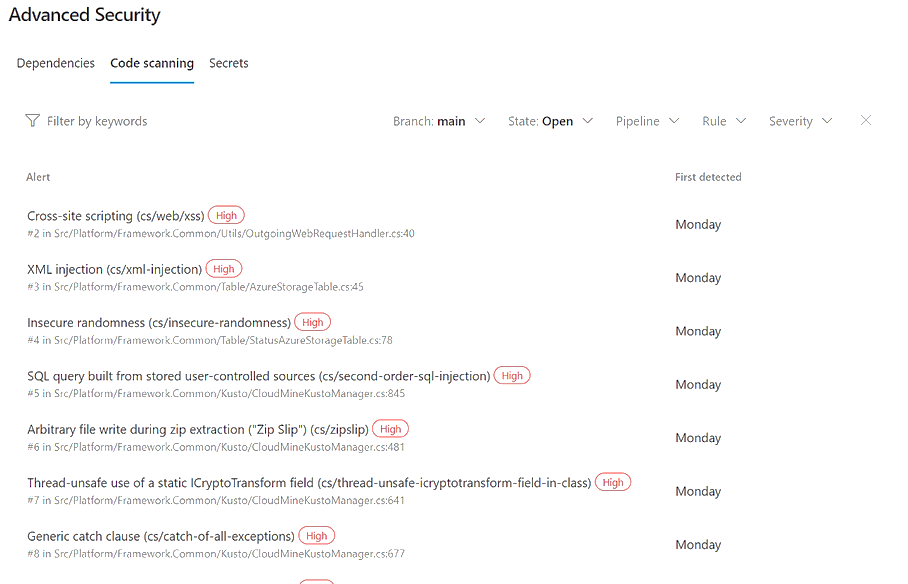 Advanced Security
Dependencies Code scanning Secrets
Filter by keywords Branch: main State: Open Pipeline Rule Severity
Alert First detected
Cross-site scripting (cs/web/xss) High
#2 in Src/Platform/Framework.Common/Utils/OutgoingWebRequestHandler.cs:40
Monday
XML injection (cs/xml-injection) High
#3 in Src/Platform/Framework.Common/Table/AzureStorageTable.cs:45
Monday
Insecure randomness (cs/insecure-randomness) High
#4 in Src/Platform/Framework.Common/Table/StatusAzureStorageTable.cs:78
Monday
SQL query built from stored user-controlled sources (cs/second-order-sql-injection) High
#5 in Src/Platform/Framework.Common/Kusto/CloudMineKustoManager.cs:845
Monday
Arbitrary file write during zip extraction ("Zip Slip") (cs/zipslip) High
#6 in Src/Platform/Framework.Common/Kusto/CloudMineKustoManager.cs:481
Monday
Thread-unsafe use of a static ICryptoTransform field (cs/thread-unsafe-icryptotransform-field-in-class) High
#7 in Src/Platform/Framework.Common/Kusto/CloudMineKustoManager.cs:641
Monday
Generic catch clause (cs/catch-of-all-exceptions) High
#8 in Src/Platform/Framework.Common/Kusto/CloudMineKustoManager.cs:677
Monday